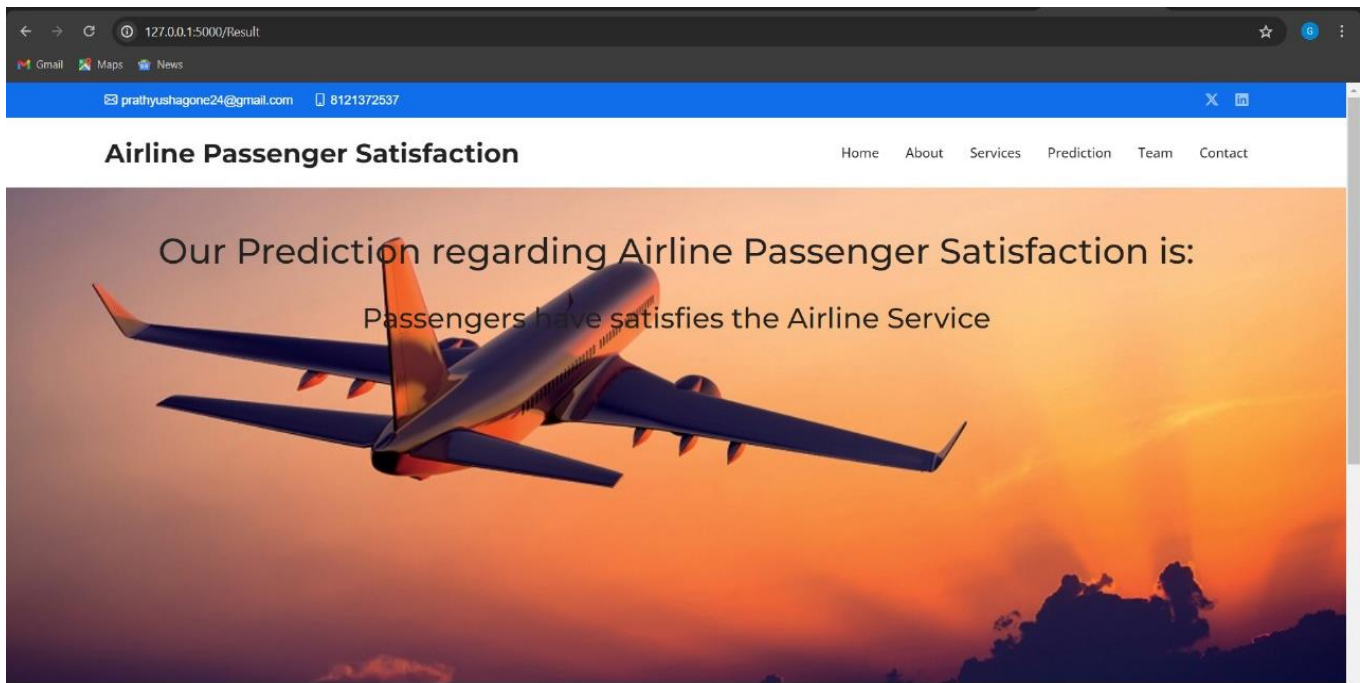 127.0.0.1:5000/Result
G
Gmail Maps News
prathyushagone24@gmail.com 8121372537 X in
Airline Passenger Satisfaction Home About Services Prediction Team Contact
Our Prediction regarding Airline Passenger Satisfaction is:
Passengers have satisfies the Airline Service